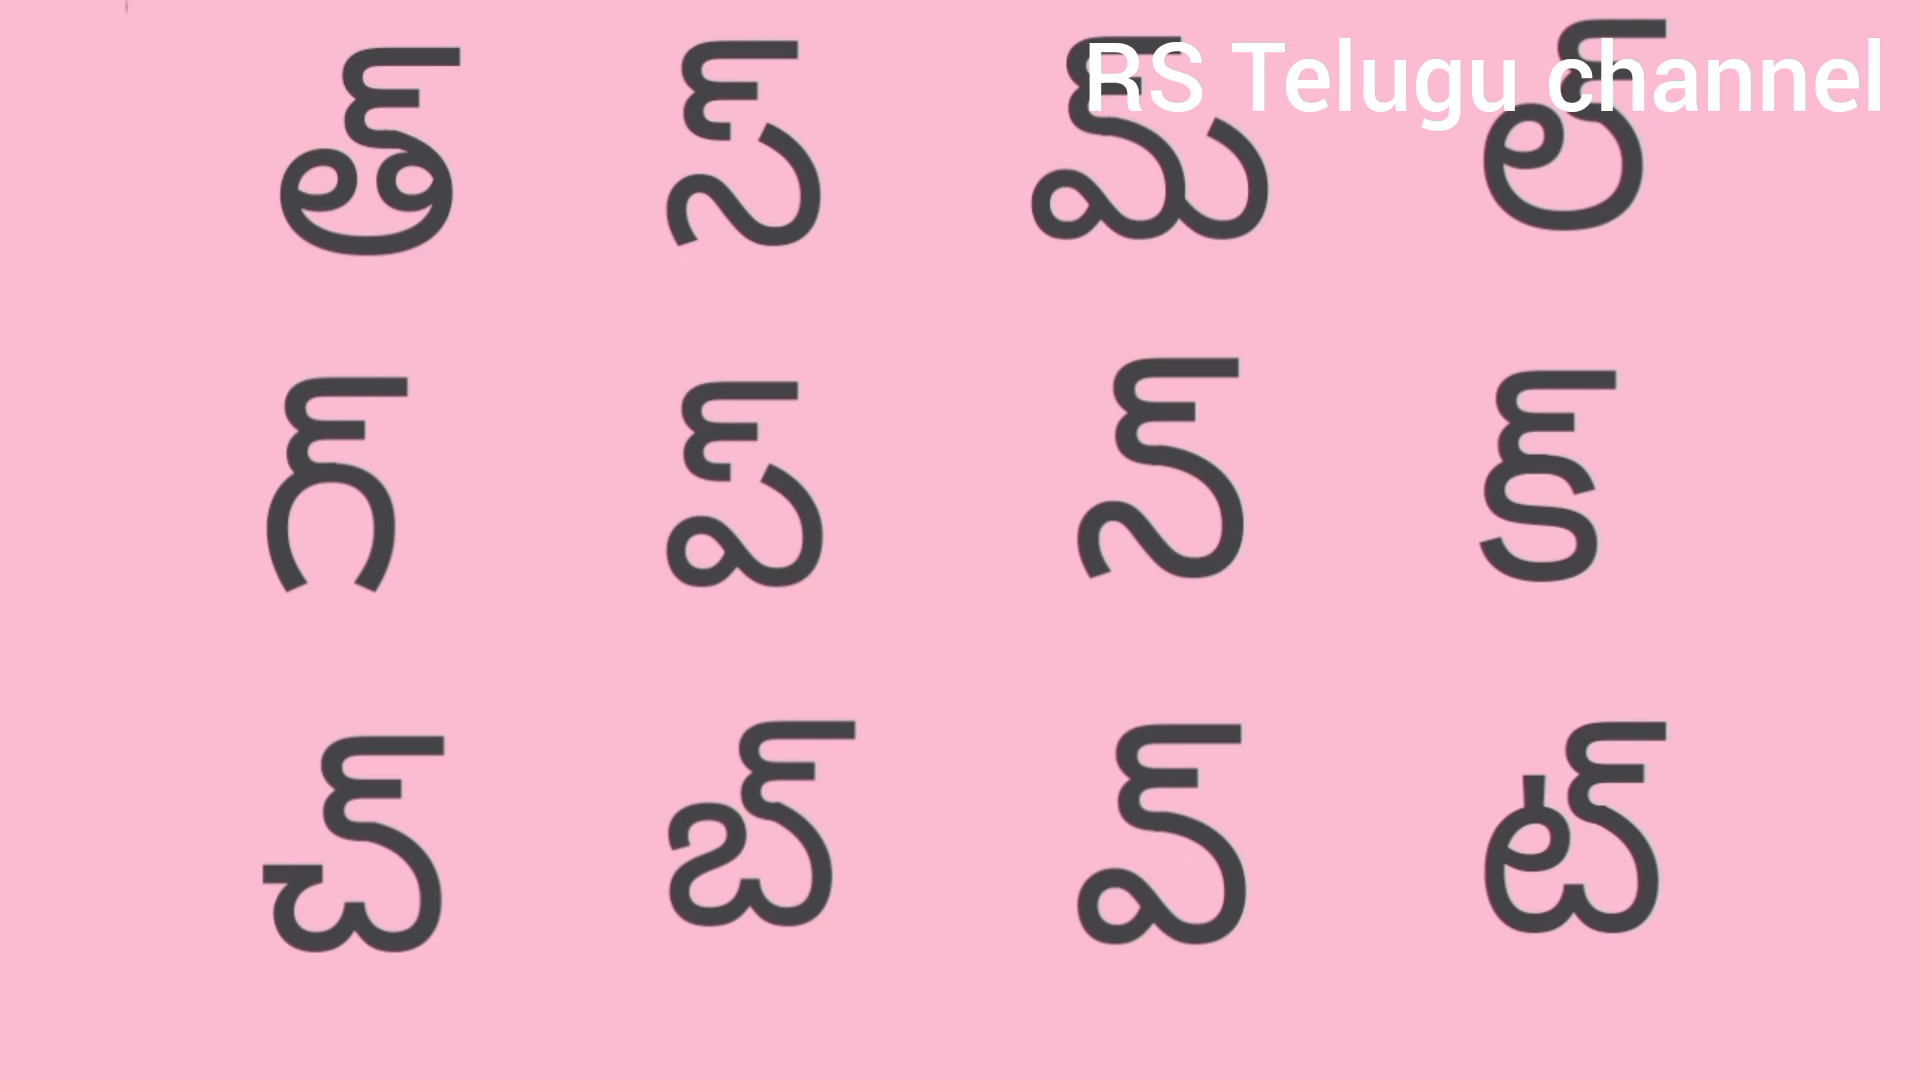 RS Telugu channel
త్ స్ మ్ ల్
గ్ ప్ న్ క్
చ్ బ్ వ్ ట్